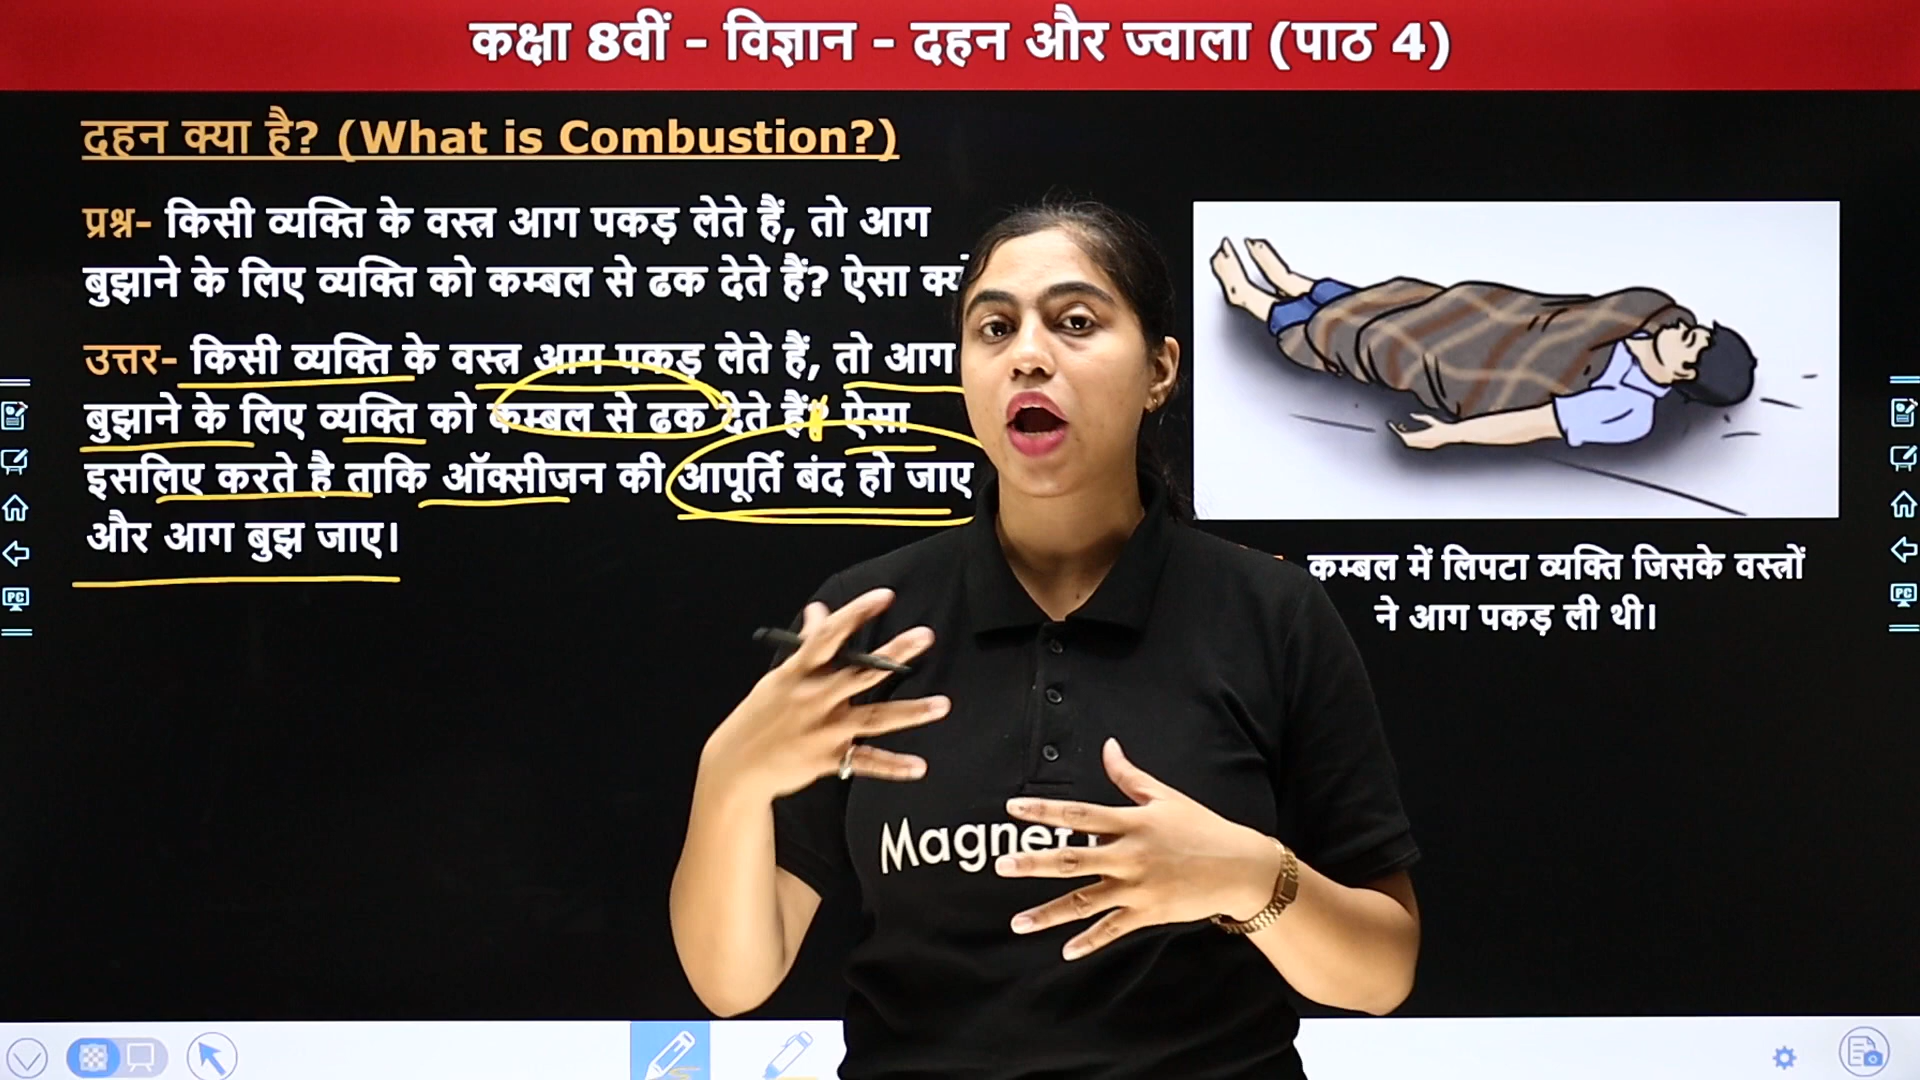 कक्षा 8वीं - विज्ञान - दहन और ज्वाला (पाठ 4)
दहन क्या है? (What is Combustion?)
प्रश्न- किसी व्यक्ति के वस्त्र आग पकड़ लेते हैं, तो आग
बुझाने के लिए व्यक्ति को कम्बल से ढक देते हैं? ऐसा
उत्तर- किसी व्यक्ति के वस्त्र आग पकड़ लेते हैं, तो आग
बुझाने के लिए व्यक्ति को कम्बल से ढक देते हैं ऐसा
इसलिए करते है ताकि ऑक्सीजन की आपूर्ति बंद हो जाए
और आग बुझ जाए।
कम्बल में लिपटा व्यक्ति जिसके वस्त्रों
ने आग पकड़ ली थी।
Magnet
PC
PC